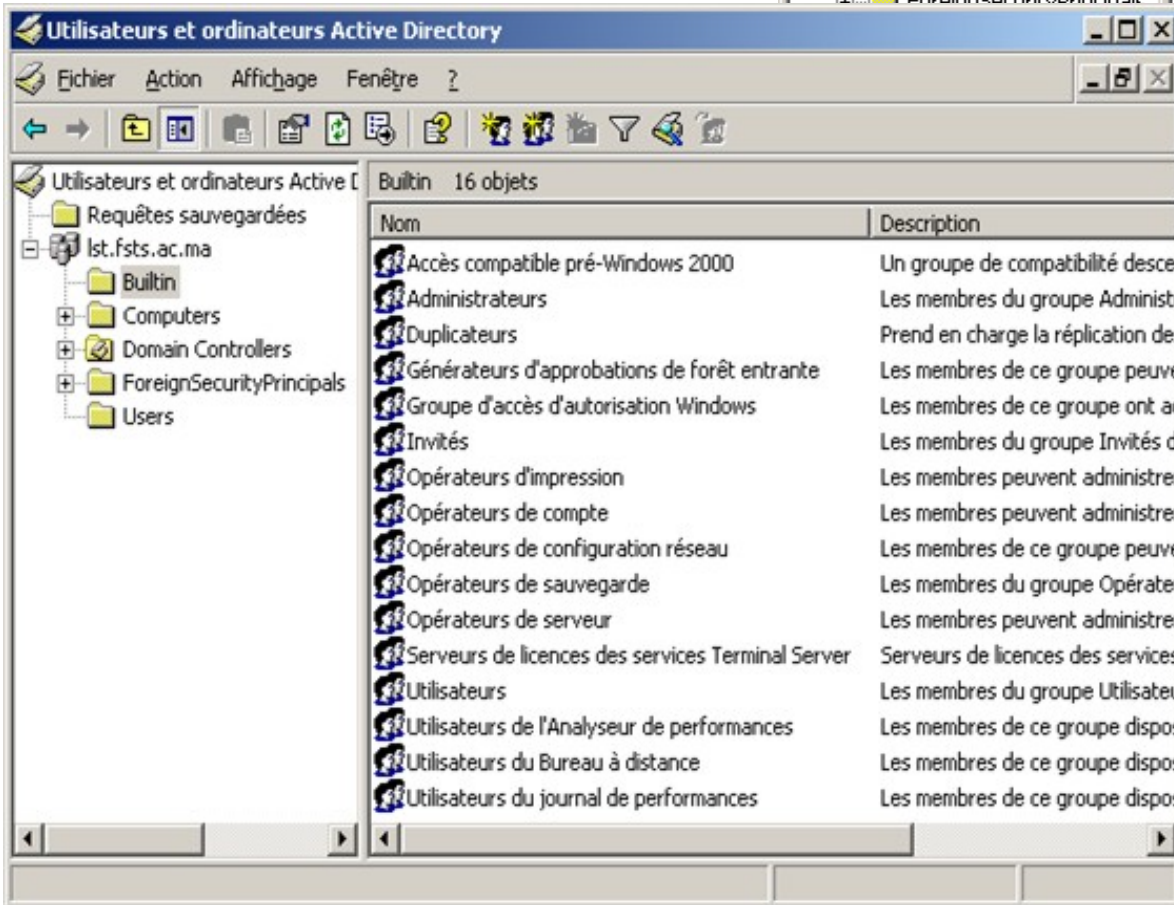 Utilisateurs et ordinateurs Active Directory
Fichier Action Affichage Fenêtre ?
Utilisateurs et ordinateurs Active
Requêtes sauvegardées
lst.fsts.ac.ma
Builtin
Computers
Domain Controllers
ForeignSecurityPrincipals
Users
Builtin 16 objets
Nom Description
Accès compatible pré-Windows 2000 Un groupe de compatibilité desce
Administrateurs Les membres du groupe Administ
Duplicateurs Prend en charge la réplication de
Générateurs d'approbations de forêt entrante Les membres de ce groupe peuve
Groupe d'accès d'autorisation Windows Les membres de ce groupe ont a
Invités Les membres du groupe Invités d
Opérateurs d'impression Les membres peuvent administre
Opérateurs de compte Les membres peuvent administre
Opérateurs de configuration réseau Les membres de ce groupe peuve
Opérateurs de sauvegarde Les membres du groupe Opérate
Opérateurs de serveur Les membres peuvent administre
Serveurs de licences des services Terminal Server Serveurs de licences des services
Utilisateurs Les membres du groupe Utilisateu
Utilisateurs de l'Analyseur de performances Les membres de ce groupe dispos
Utilisateurs du Bureau à distance Les membres de ce groupe dispos
Utilisateurs du journal de performances Les membres de ce groupe dispos